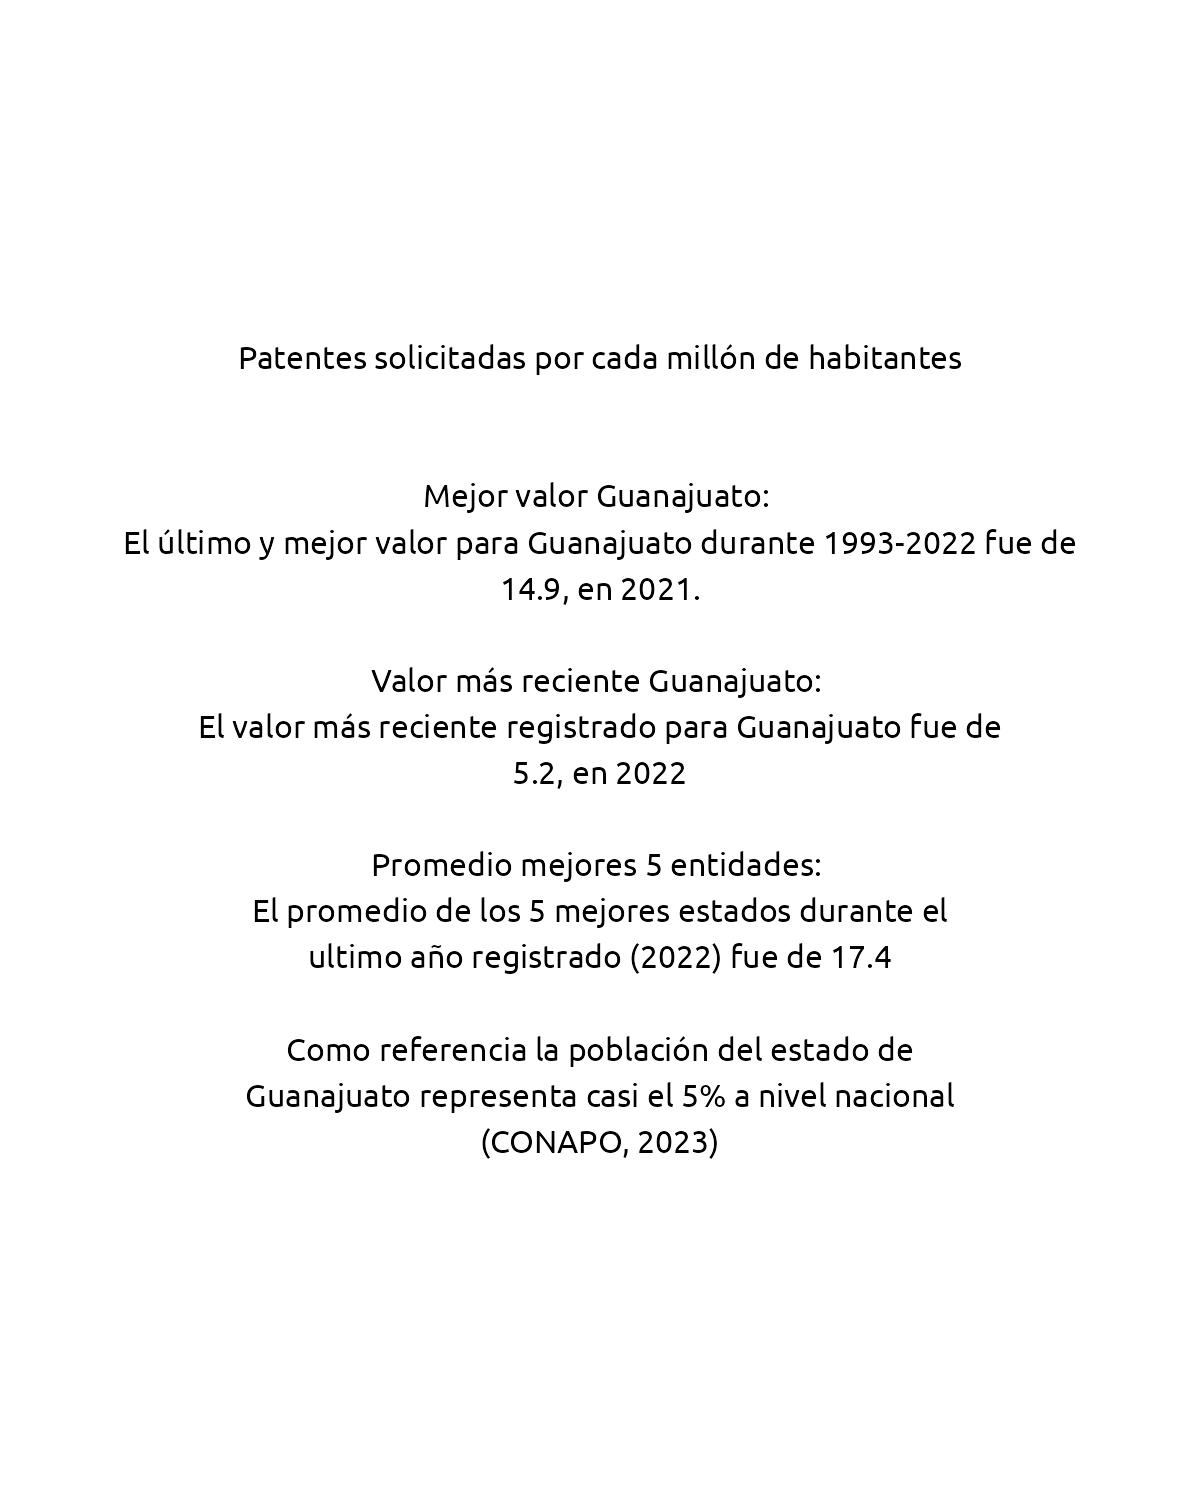 Patentes solicitadas por cada millón de habitantes
Mejor valor Guanajuato:
El último y mejor valor para Guanajuato durante 1993-2022 fue de
14.9, en 2021.
Valor más reciente Guanajuato:
El valor más reciente registrado para Guanajuato fue de
5.2, en 2022
Promedio mejores 5 entidades:
El promedio de los 5 mejores estados durante el
ultimo año registrado (2022) fue de 17.4
Como referencia la población del estado de
Guanajuato representa casi el 5% a nivel nacional
(CONAPO, 2023)